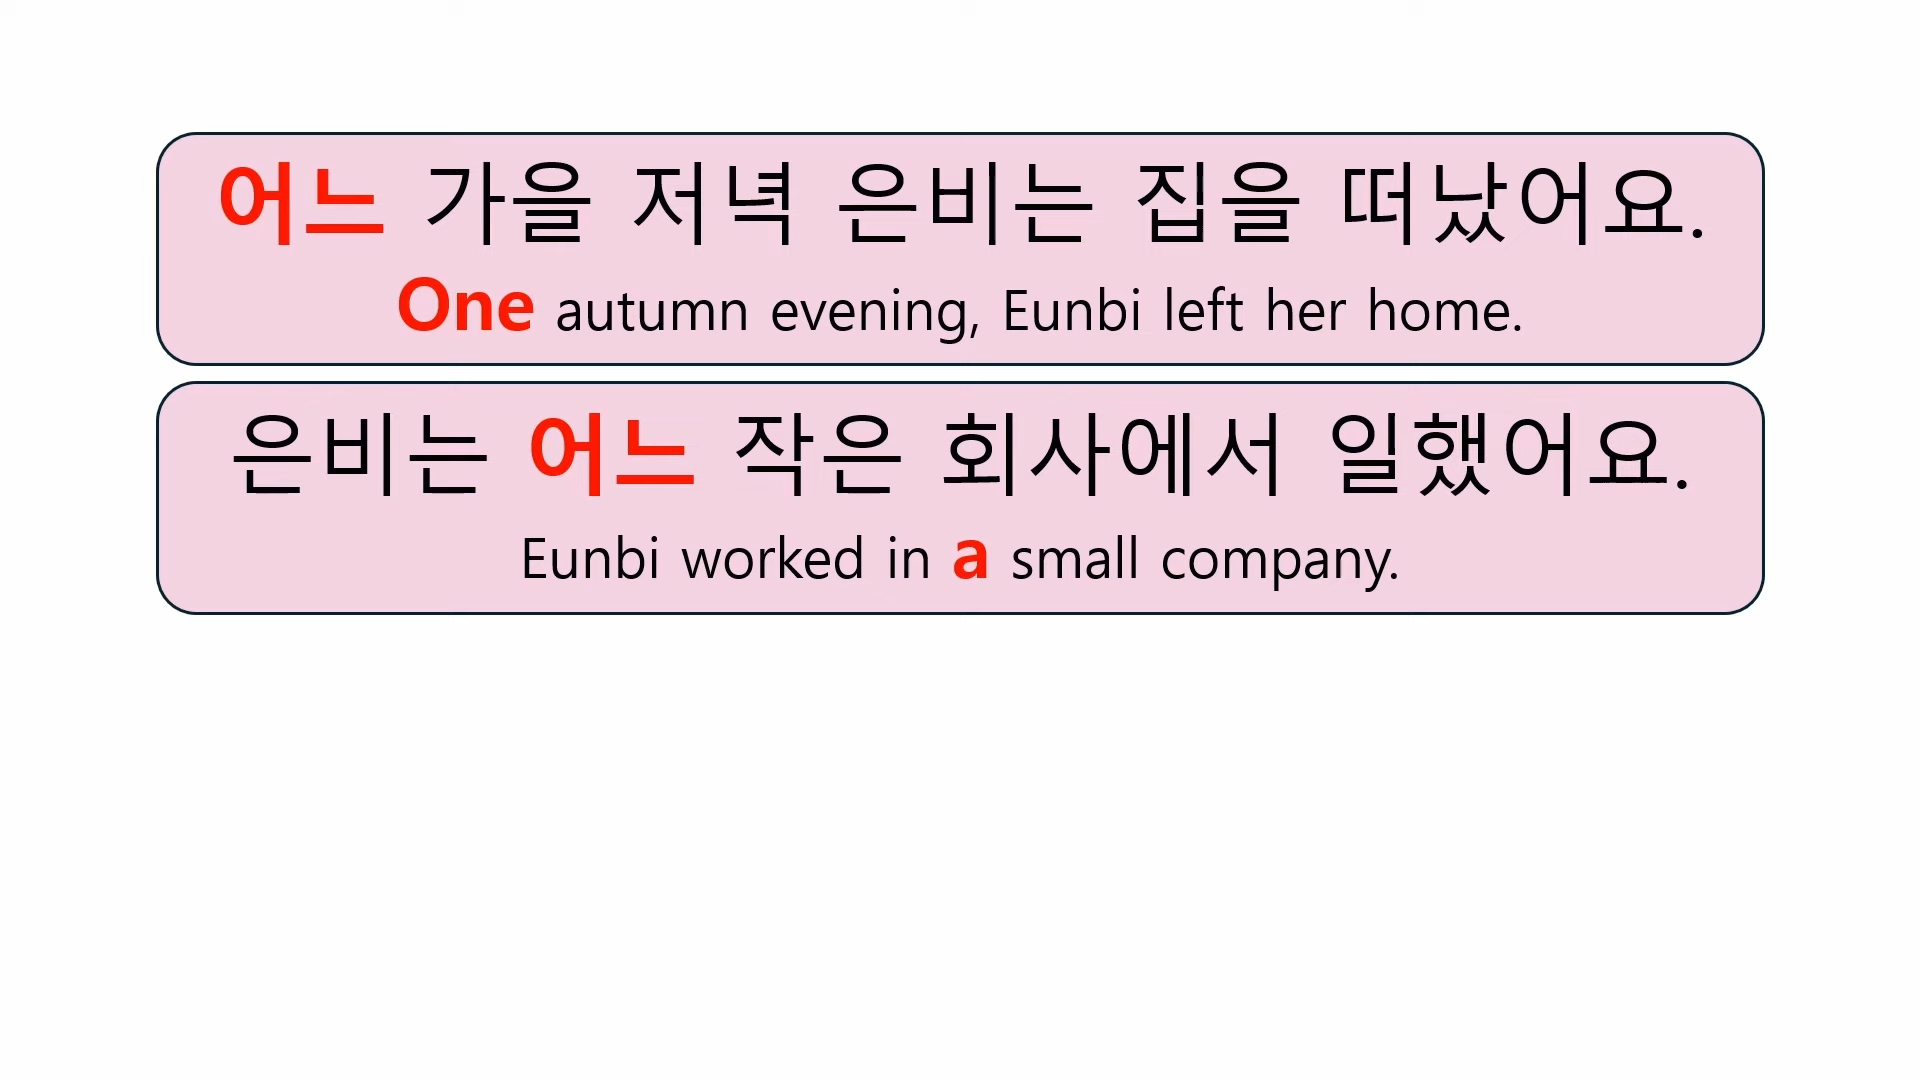 어느 가을 저녁 은비는 집을 떠났어요.
One autumn evening, Eunbi left her home.
은비는 어느 작은 회사에서 일했어요.
Eunbi worked in a small company.